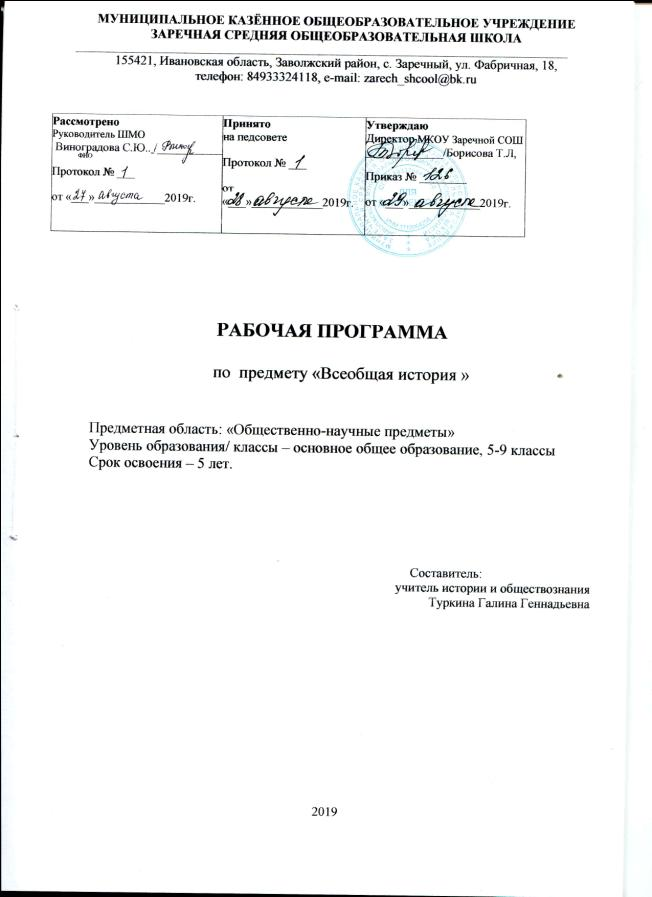 МУНИЦИПАЛЬНОЕ КАЗЁННОЕ ОБЩЕОБРАЗОВАТЕЛЬНОЕ УЧРЕЖДЕНИЕ
ЗАРЕЧНАЯ СРЕДНЯЯ ОБЩЕОБРАЗОВАТЕЛЬНАЯ ШКОЛА
155421, Ивановская область, Заволжский район, с. Заречный, ул. Фабричная, 18,
телефон: 84933324118, e-mail: zarech_shcool@bk.ru
Рассмотрено
Руководитель ШМО
Виноградова С.Ю.. /
ФИО
Протокол № 1
от «27» августа 2019г.
Принято
на педсовете
Протокол № 1
от
«28» августа 2019г.
Утверждаю
Директор МКОУ Заречной СОШ
/Борисова Т.Л,
Приказ № 126
от «29» августа 2019г.
РАБОЧАЯ ПРОГРАММА
по предмету «Всеобщая история »
Предметная область: «Общественно-научные предметы»
Уровень образования/ классы – основное общее образование, 5-9 классы
Срок освоения – 5 лет.
Составитель:
учитель истории и обществознания
Туркина Галина Геннадьевна
2019